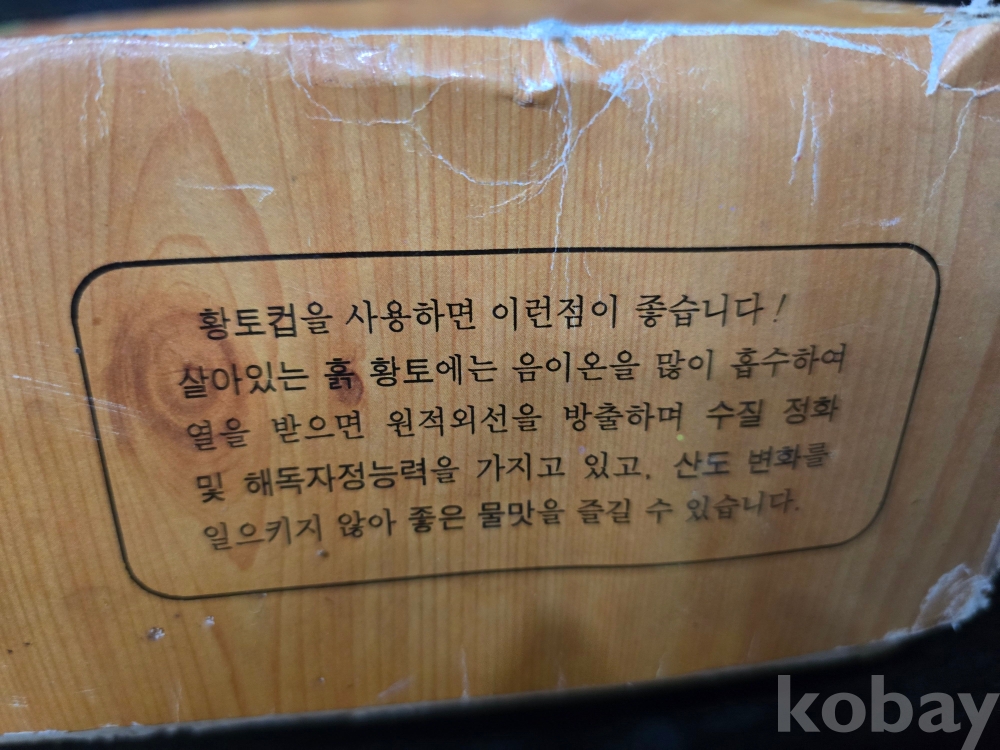 황토컵을 사용하면 이런점이 좋습니다!
살아있는 흙 황토에는 음이온을 많이 흡수하여
열을 받으면 원적외선을 방출하며 수질 정화
및 해독자정능력을 가지고 있고, 산도 변화를
일으키지 않아 좋은 물맛을 즐길 수 있습니다.
kobay